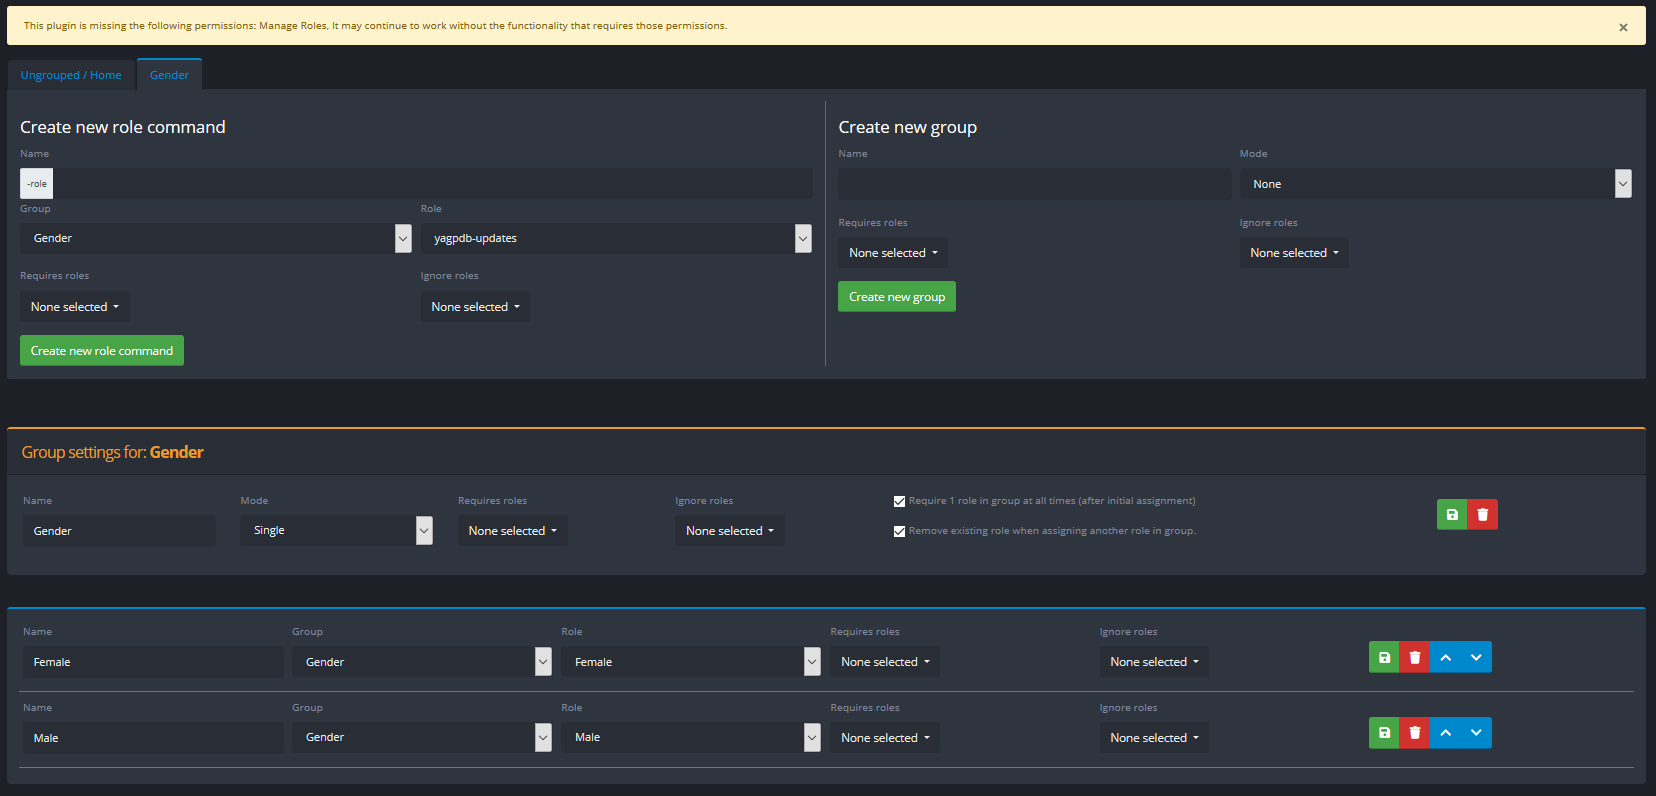 This plugin is missing the following permissions: Manage Roles, It may continue to work without the functionality that requires those permissions.
×
Ungrouped / Home
Gender
Create new role command
Name
-role
Group
Role
Gender
yagpdb-updates
Requires roles
Ignore roles
None selected
None selected
Create new role command
Create new group
Name
Mode
None
Requires roles
Ignore roles
None selected
None selected
Create new group
Group settings for: Gender
Name
Mode
Requires roles
Ignore roles
Gender
Single
None selected
None selected
Require 1 role in group at all times (after initial assignment)
Remove existing role when assigning another role in group.
Name
Group
Role
Requires roles
Ignore roles
Female
Gender
Female
None selected
None selected
Name
Group
Role
Requires roles
Ignore roles
Male
Gender
Male
None selected
None selected